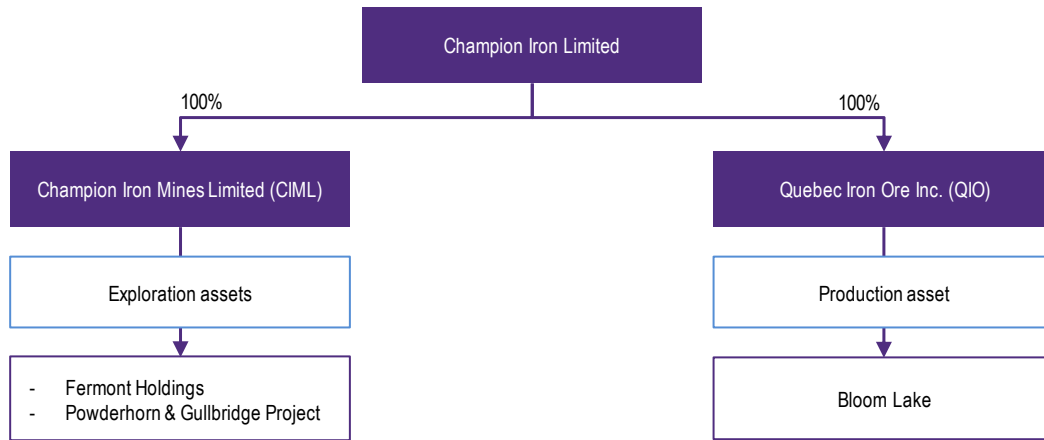 Champion Iron Limited
100%
100%
Champion Iron Mines Limited (CIML)
Quebec Iron Ore Inc. (QIO)
Exploration assets
Production asset
- Fermont Holdings
- Powderhorn & Gullbridge Project
Bloom Lake